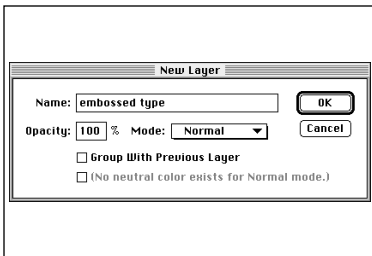 New Layer
Name: embossed type
OK
Opacity: 100 % Mode: Normal
Cancel
Group With Previous Layer
(No neutral color exists for Normal mode.)